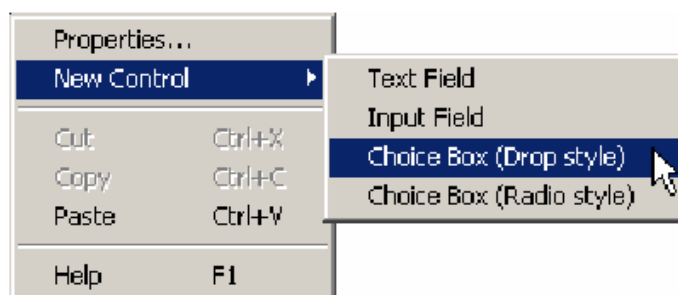 Properties...
New Control
Cut Ctrl+X
Copy Ctrl+C
Paste Ctrl+V
Help F1
Text Field
Input Field
Choice Box (Drop style)
Choice Box (Radio style)